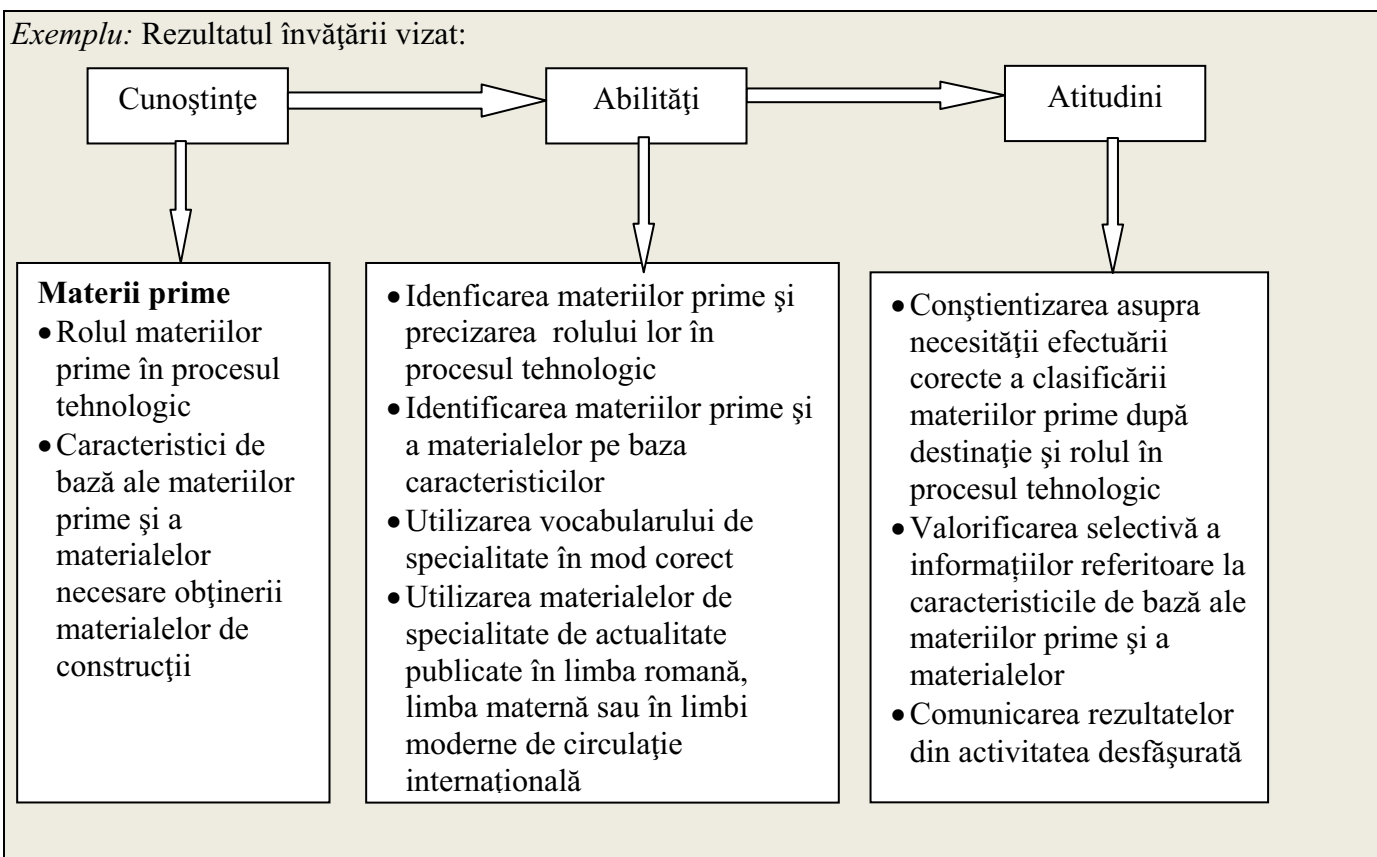 Exemplu: Rezultatul învăţării vizat:
Cunoştinţe
Abilităţi
Atitudini
Materii prime
• Rolul materiilor
prime în procesul
tehnologic
• Caracteristici de
bază ale materiilor
prime şi a
materialelor
necesare obţinerii
materialelor de
construcţii
• Idenficarea materiilor prime şi
precizarea rolului lor în
procesul tehnologic
• Identificarea materiilor prime şi
a materialelor pe baza
caracteristicilor
• Utilizarea vocabularului de
specialitate în mod corect
• Utilizarea materialelor de
specialitate de actualitate
publicate în limba romană,
limba maternă sau în limbi
moderne de circulaţie
internaţională
• Conştientizarea asupra
necesităţii efectuării
corecte a clasificării
materiilor prime după
destinaţie şi rolul în
procesul tehnologic
• Valorificarea selectivă a
informațiilor referitoare la
caracteristicile de bază ale
materiilor prime şi a
materialelor
• Comunicarea rezultatelor
din activitatea desfăşurată